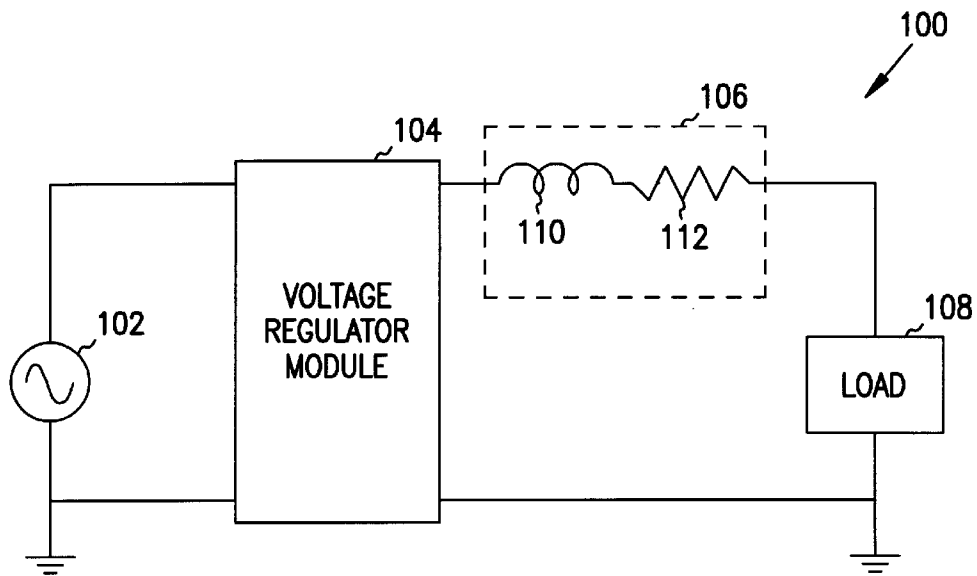 100
106
104
110
112
VOLTAGE
REGULATOR
MODULE
102
108
LOAD